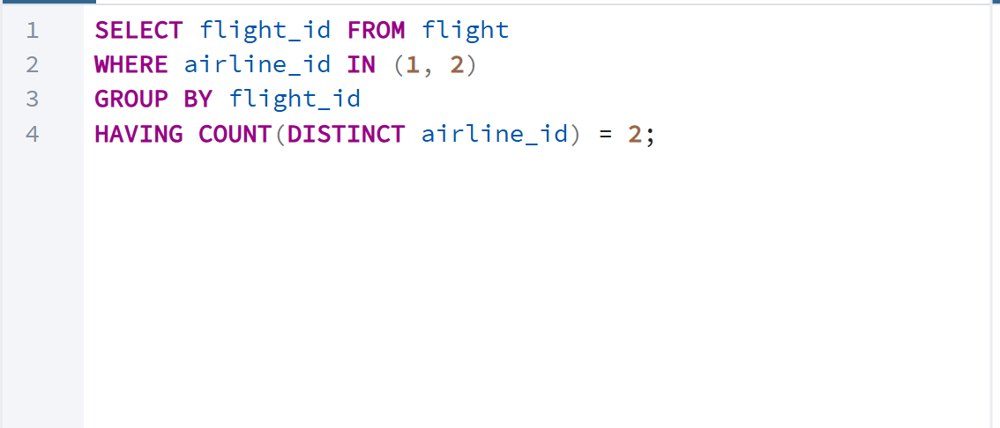 1 SELECT flight_id FROM flight
2 WHERE airline_id IN (1, 2)
3 GROUP BY flight_id
4 HAVING COUNT(DISTINCT airline_id) = 2;